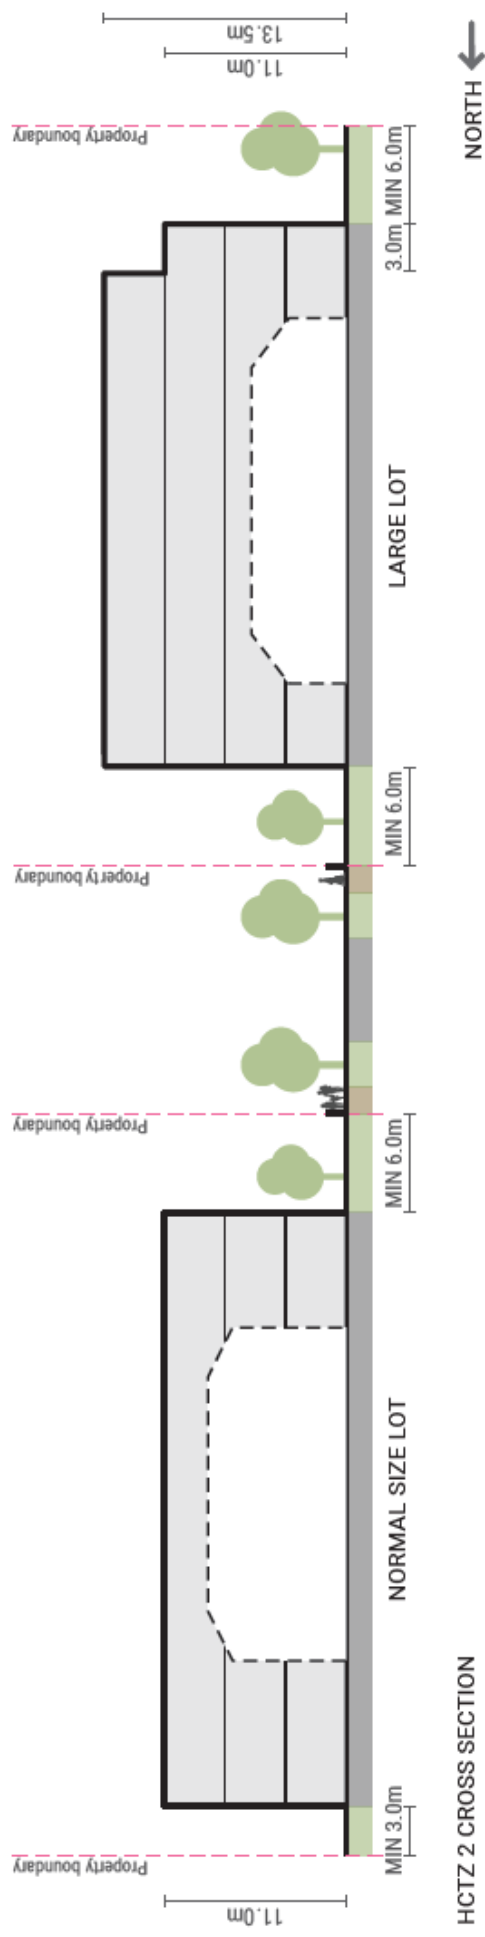 11.0m
Property boundary
Property boundary
Property boundary
Property boundary
13.5m
11.0m
MIN 3.0m
NORMAL SIZE LOT
MIN 6.0m
MIN 6.0m
LARGE LOT
3.0m
MIN 6.0m
HCTZ 2 CROSS SECTION
NORTH